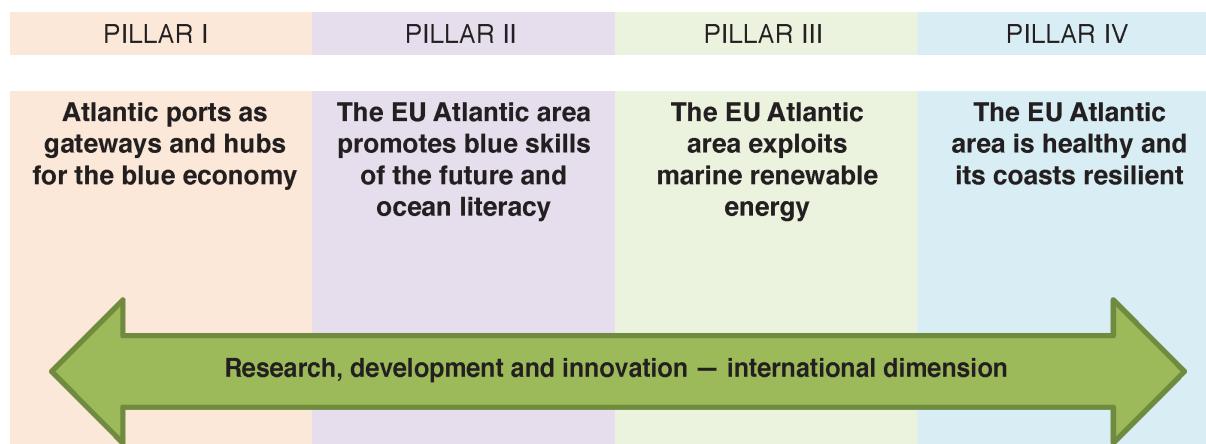 PILLAR I
PILLAR II
PILLAR III
PILLAR IV
Atlantic ports as
gateways and hubs
for the blue economy
The EU Atlantic area
promotes blue skills
of the future and
ocean literacy
The EU Atlantic
area exploits
marine renewable
energy
The EU Atlantic
area is healthy and
its coasts resilient
Research, development and innovation — international dimension